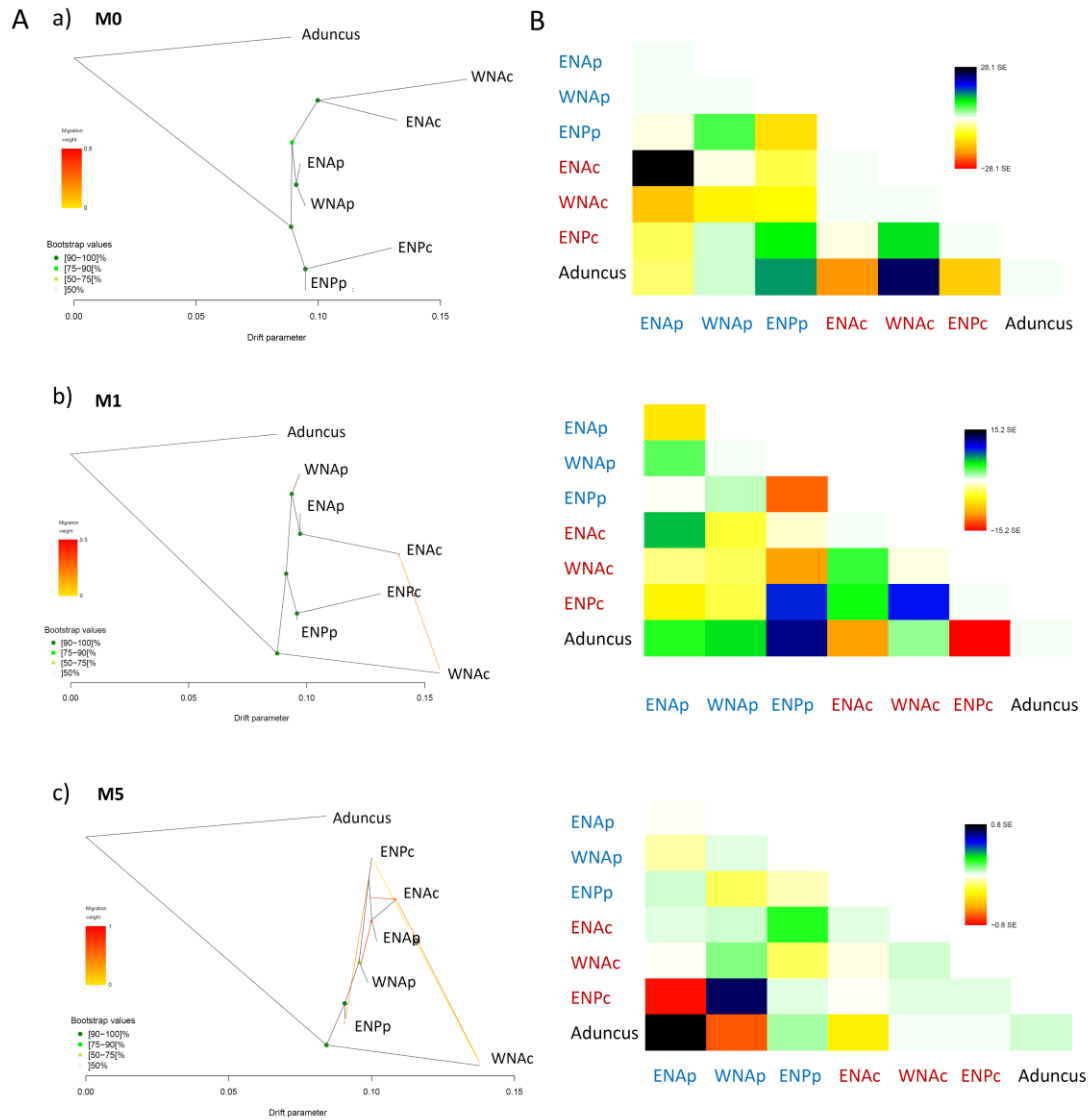 A
a) M0
Aduncus
WNAc
ENAc
ENAp
WNAp
ENPc
ENPp
Migration
weight
0.5
0
Bootstrap values
[90−100]%
[75−90[%
[50−75[%
]50%
0.00 0.05 0.10 0.15
Drift parameter
B
ENAp
WNAp
ENPp
ENAc
WNAc
ENPc
Aduncus
28.1 SE
−28.1 SE
ENAp WNAp ENPp ENAc WNAc ENPc Aduncus
b) M1
Aduncus
WNAp
ENAp
ENAc
ENPc
ENPp
WNAc
Migration
weight
0.5
0
Bootstrap values
[90−100]%
[75−90[%
[50−75[%
]50%
0.00 0.05 0.10 0.15
Drift parameter
ENAp
WNAp
ENPp
ENAc
WNAc
ENPc
Aduncus
15.2 SE
−15.2 SE
ENAp WNAp ENPp ENAc WNAc ENPc Aduncus
c) M5
Aduncus
ENPc
ENAc
ENAp
WNAp
ENPp
WNAc
Migration
weight
1
0
Bootstrap values
[90−100]%
[75−90[%
[50−75[%
]50%
0.00 0.05 0.10 0.15
Drift parameter
ENAp
WNAp
ENPp
ENAc
WNAc
ENPc
Aduncus
0.8 SE
−0.8 SE
ENAp WNAp ENPp ENAc WNAc ENPc Aduncus